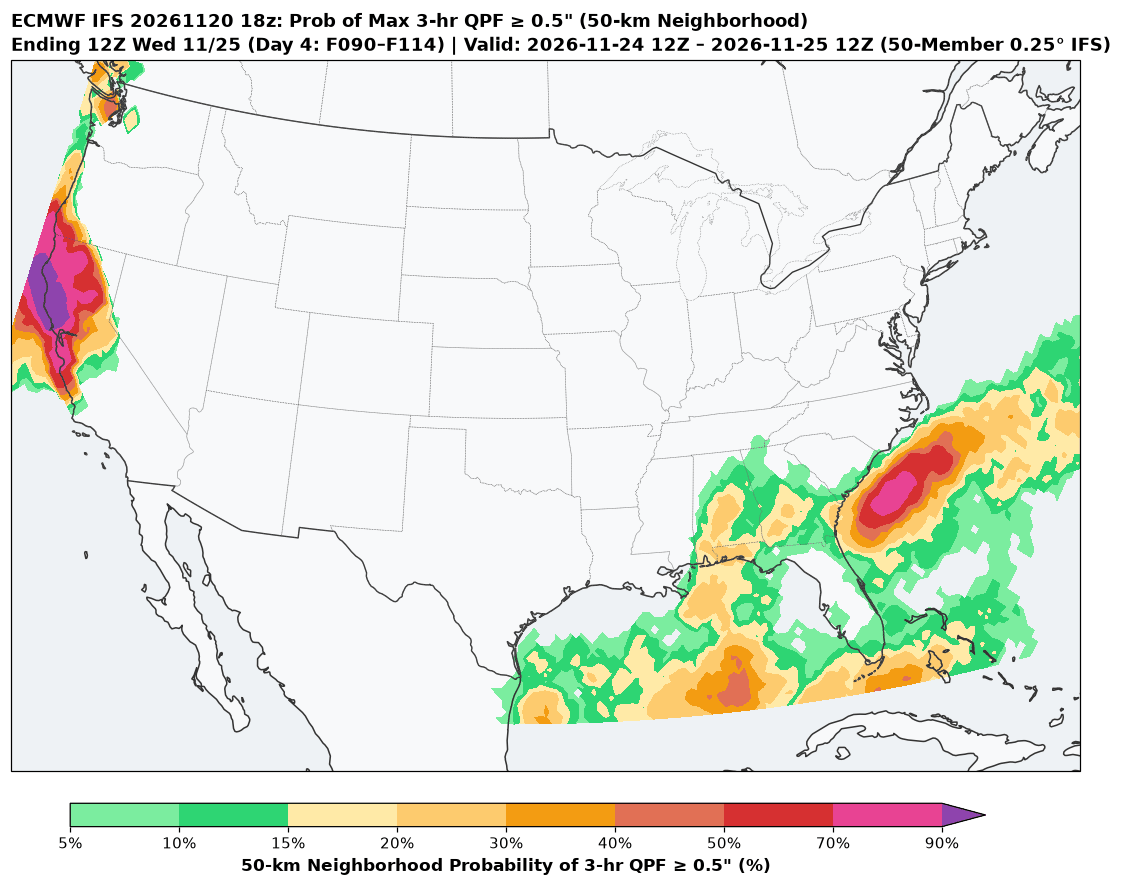 ECMWF IFS 20261120 18z: Prob of Max 3-hr QPF ≥ 0.5" (50-km Neighborhood)
Ending 12Z Wed 11/25 (Day 4: F090–F114) | Valid: 2026-11-24 12Z – 2026-11-25 12Z (50-Member 0.25° IFS)
5% 10% 15% 20% 30% 40% 50% 70% 90%
50-km Neighborhood Probability of 3-hr QPF ≥ 0.5" (%)